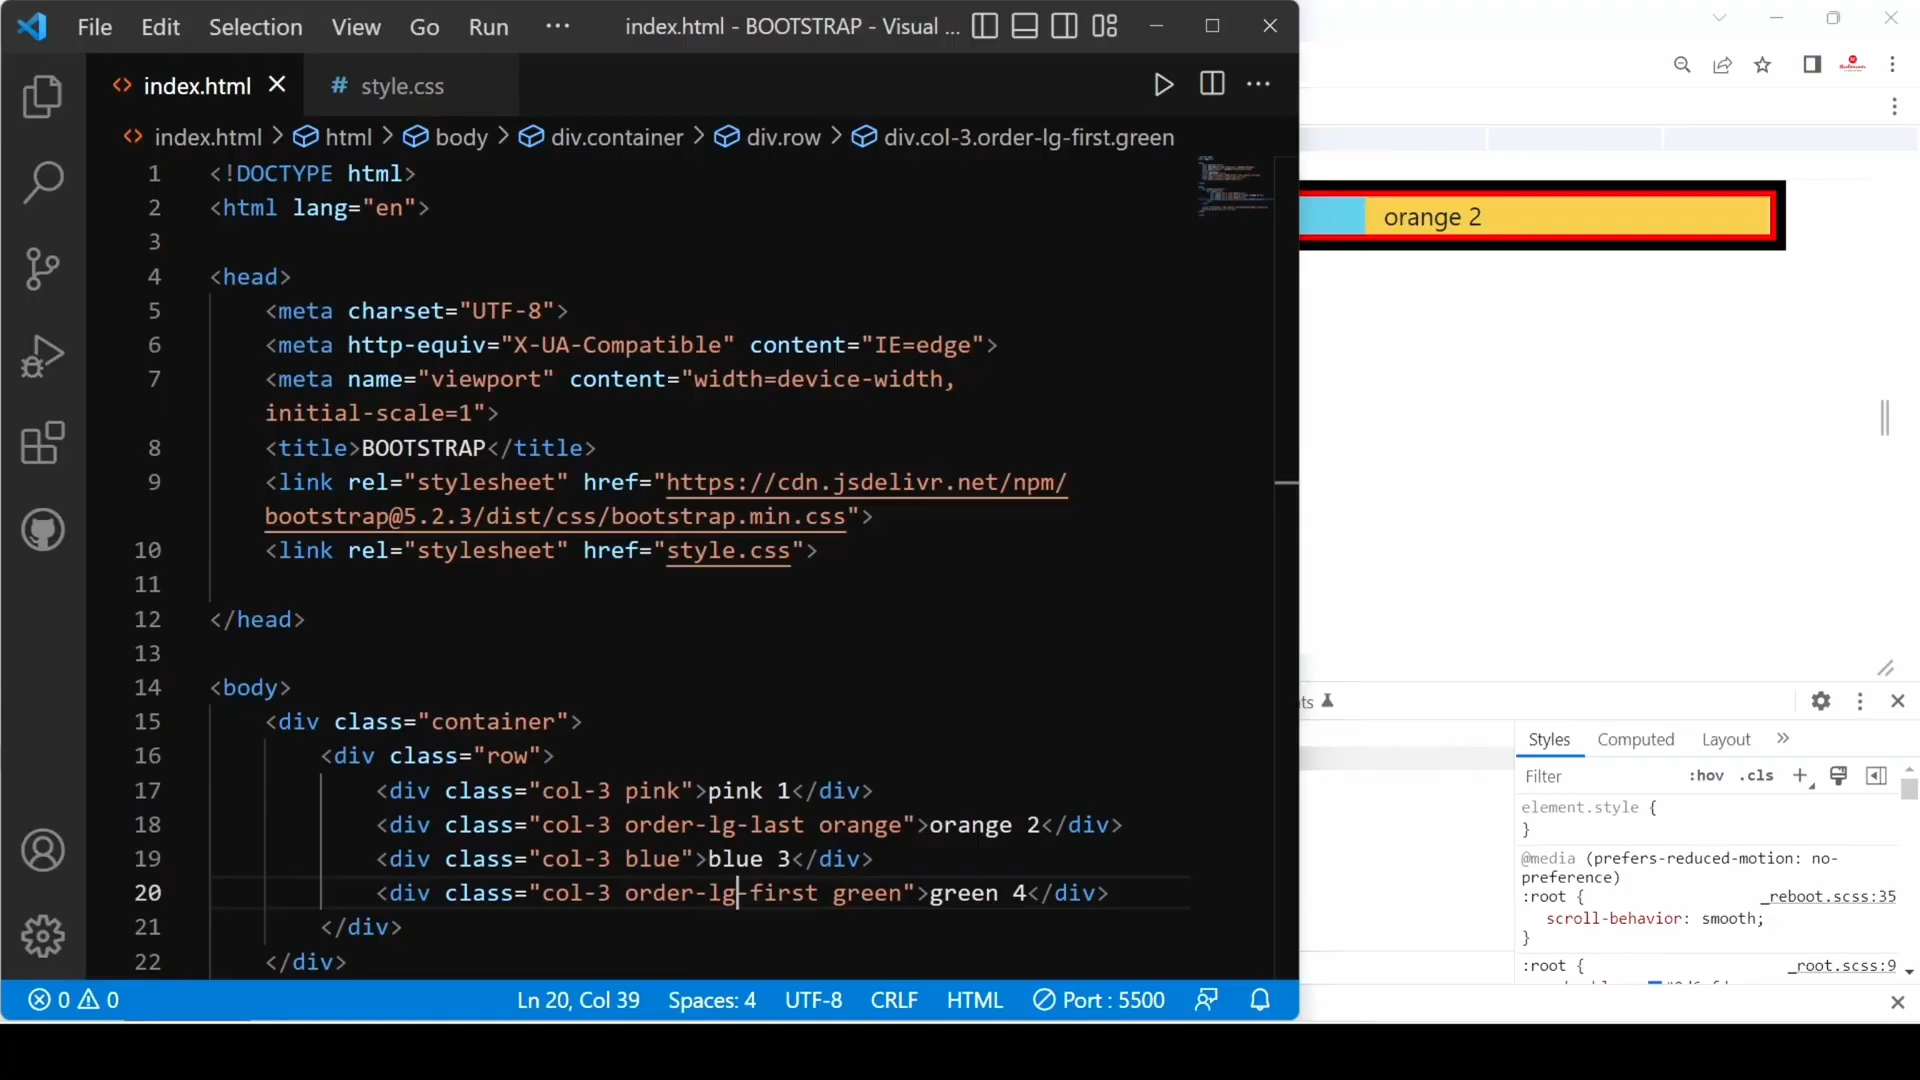 File Edit Selection View Go Run ··· index.html - BOOTSTRAP - Visual ...
index.html # style.css
index.html > html > body > div.container > div.row > div.col-3.order-lg-first.green
1 <!DOCTYPE html>
2 <html lang="en">
3
4 <head>
5 <meta charset="UTF-8">
6 <meta http-equiv="X-UA-Compatible" content="IE=edge">
7 <meta name="viewport" content="width=device-width,
initial-scale=1">
8 <title>BOOTSTRAP</title>
9 <link rel="stylesheet" href="https://cdn.jsdelivr.net/npm/
bootstrap@5.2.3/dist/css/bootstrap.min.css">
10 <link rel="stylesheet" href="style.css">
11
12 </head>
13
14 <body>
15 <div class="container">
16 <div class="row">
17 <div class="col-3 pink">pink 1</div>
18 <div class="col-3 order-lg-last orange">orange 2</div>
19 <div class="col-3 blue">blue 3</div>
20 <div class="col-3 order-lg-first green">green 4</div>
21 </div>
22 </div>
0 0 Ln 20, Col 39 Spaces: 4 UTF-8 CRLF HTML Port : 5500
orange 2
ts
Styles Computed Layout »
Filter :hov .cls +
element.style {
}
@media (prefers-reduced-motion: no-
preference)
:root { _reboot.scss:35
scroll-behavior: smooth;
}
:root { _root.scss:9